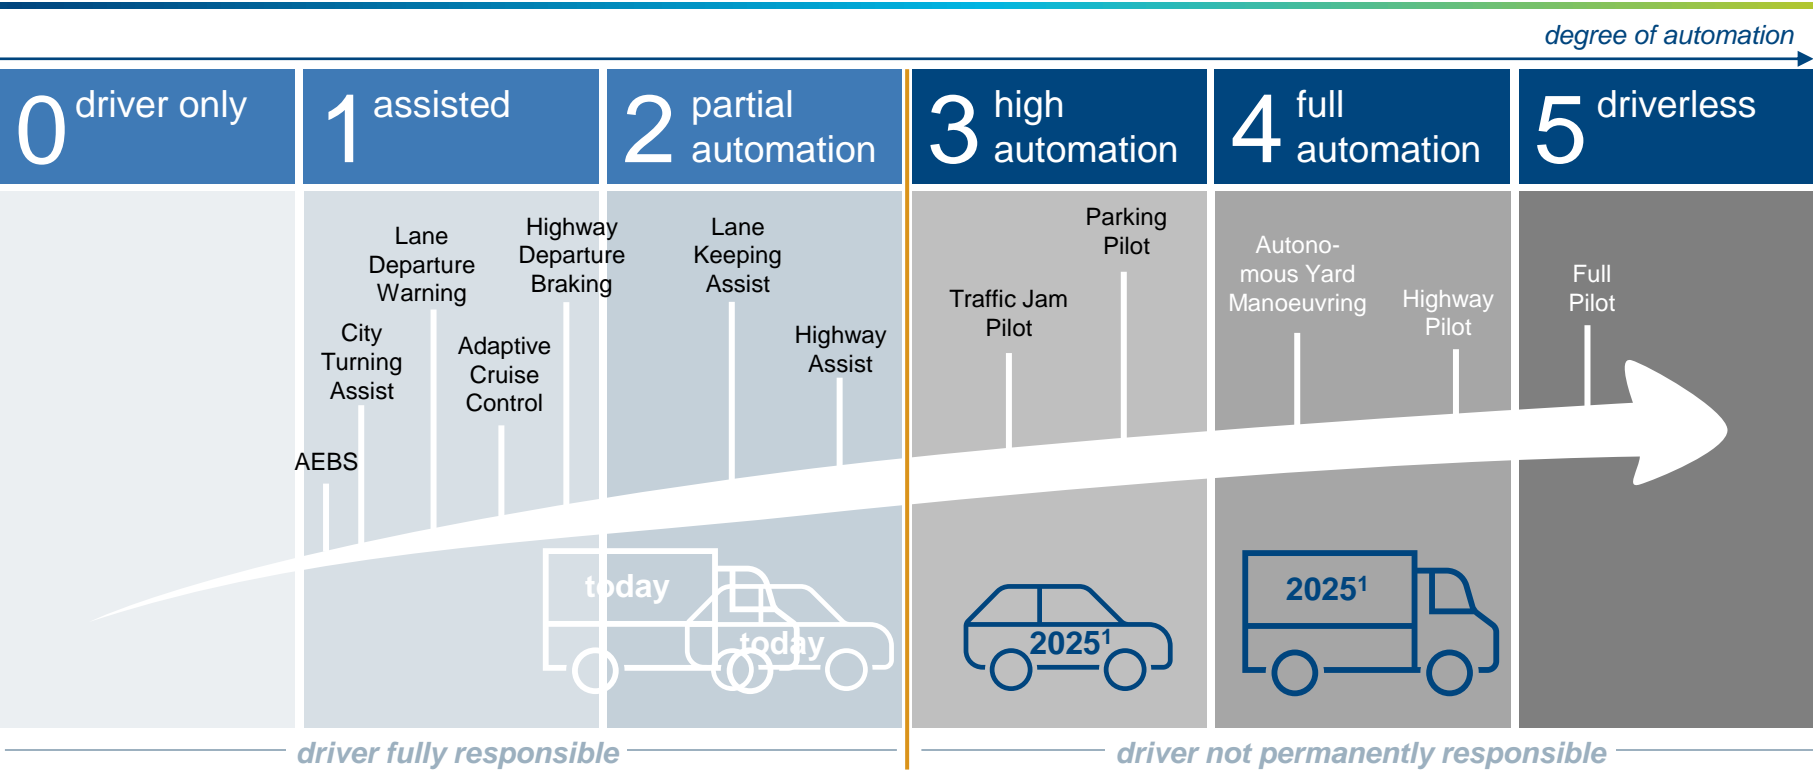 degree of automation
0 driver only
1 assisted
2 partial
automation
3 high
automation
4 full
automation
5 driverless
AEBS
City
Turning
Assist
Lane
Departure
Warning
Adaptive
Cruise
Control
Highway
Departure
Braking
Lane
Keeping
Assist
Highway
Assist
Traffic Jam
Pilot
Parking
Pilot
Autono-
mous Yard
Manoeuvring
Highway
Pilot
Full
Pilot
today
today
2025¹
2025¹
driver fully responsible
driver not permanently responsible